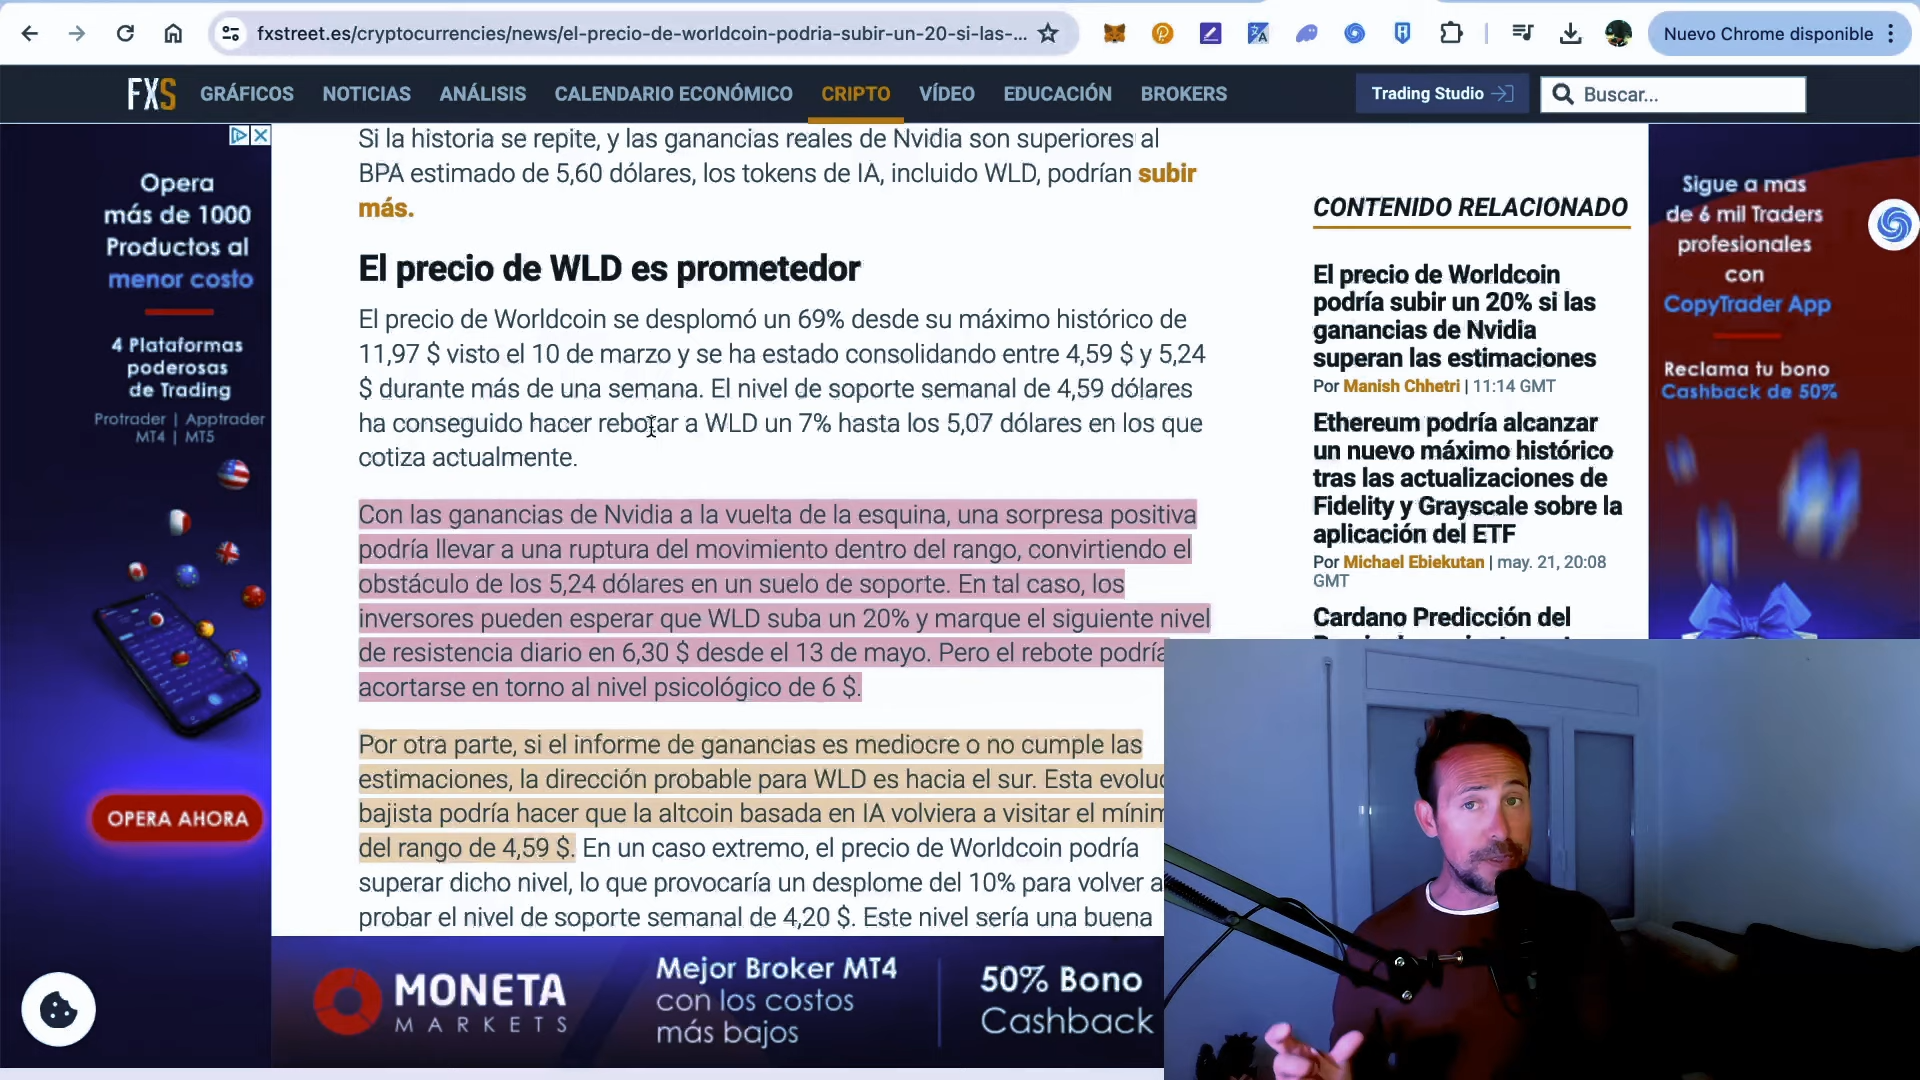 fxstreet.es/cryptocurrencies/news/el-precio-de-worldcoin-podria-subir-un-20-si-las-...
Nuevo Chrome disponible
FXS
GRÁFICOS
NOTICIAS
ANÁLISIS
CALENDARIO ECONÓMICO
CRIPTO
VÍDEO
EDUCACIÓN
BROKERS
Trading Studio
Buscar...
Opera
más de 1000
Productos al
menor costo
4 Plataformas
poderosas
de Trading
Protrader | Apptrader
MT4 | MT5
OPERA AHORA
Si la historia se repite, y las ganancias reales de Nvidia son superiores al
BPA estimado de 5,60 dólares, los tokens de IA, incluido WLD, podrían subir
más.
El precio de WLD es prometedor
El precio de Worldcoin se desplomó un 69% desde su máximo histórico de
11,97 $ visto el 10 de marzo y se ha estado consolidando entre 4,59 $ y 5,24
$ durante más de una semana. El nivel de soporte semanal de 4,59 dólares
ha conseguido hacer rebotar a WLD un 7% hasta los 5,07 dólares en los que
cotiza actualmente.
Con las ganancias de Nvidia a la vuelta de la esquina, una sorpresa positiva
podría llevar a una ruptura del movimiento dentro del rango, convirtiendo el
obstáculo de los 5,24 dólares en un suelo de soporte. En tal caso, los
inversores pueden esperar que WLD suba un 20% y marque el siguiente nivel
de resistencia diario en 6,30 $ desde el 13 de mayo. Pero el rebote podría
acortarse en torno al nivel psicológico de 6 $.
Por otra parte, si el informe de ganancias es mediocre o no cumple las
estimaciones, la dirección probable para WLD es hacia el sur. Esta evoluc
bajista podría hacer que la altcoin basada en IA volviera a visitar el mínim
del rango de 4,59 $. En un caso extremo, el precio de Worldcoin podría
superar dicho nivel, lo que provocaría un desplome del 10% para volver a
probar el nivel de soporte semanal de 4,20 $. Este nivel sería una buena
CONTENIDO RELACIONADO
El precio de Worldcoin
podría subir un 20% si las
ganancias de Nvidia
superan las estimaciones
Por Manish Chhetri | 11:14 GMT
Ethereum podría alcanzar
un nuevo máximo histórico
tras las actualizaciones de
Fidelity y Grayscale sobre la
aplicación del ETF
Por Michael Ebiekutan | may. 21, 20:08
GMT
Cardano Predicción del
Sigue a mas
de 6 mil Traders
profesionales
con
CopyTrader App
Reclama tu bono
Cashback de 50%
MONETA
MARKETS
Mejor Broker MT4
con los costos
más bajos
50% Bono
Cashback